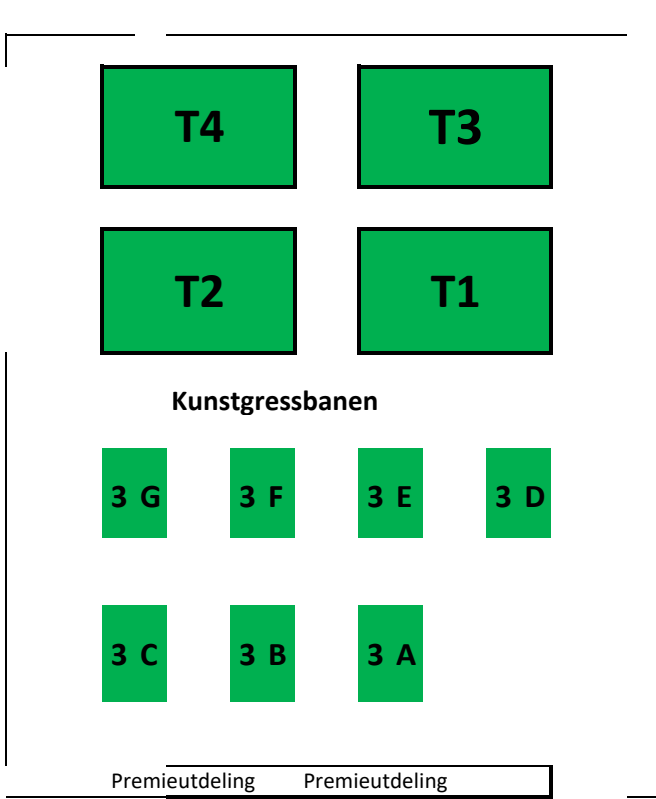 T4 T3
T2 T1
Kunstgressbanen
3 G 3 F 3 E 3 D
3 C 3 B 3 A
Premieutdeling Premieutdeling